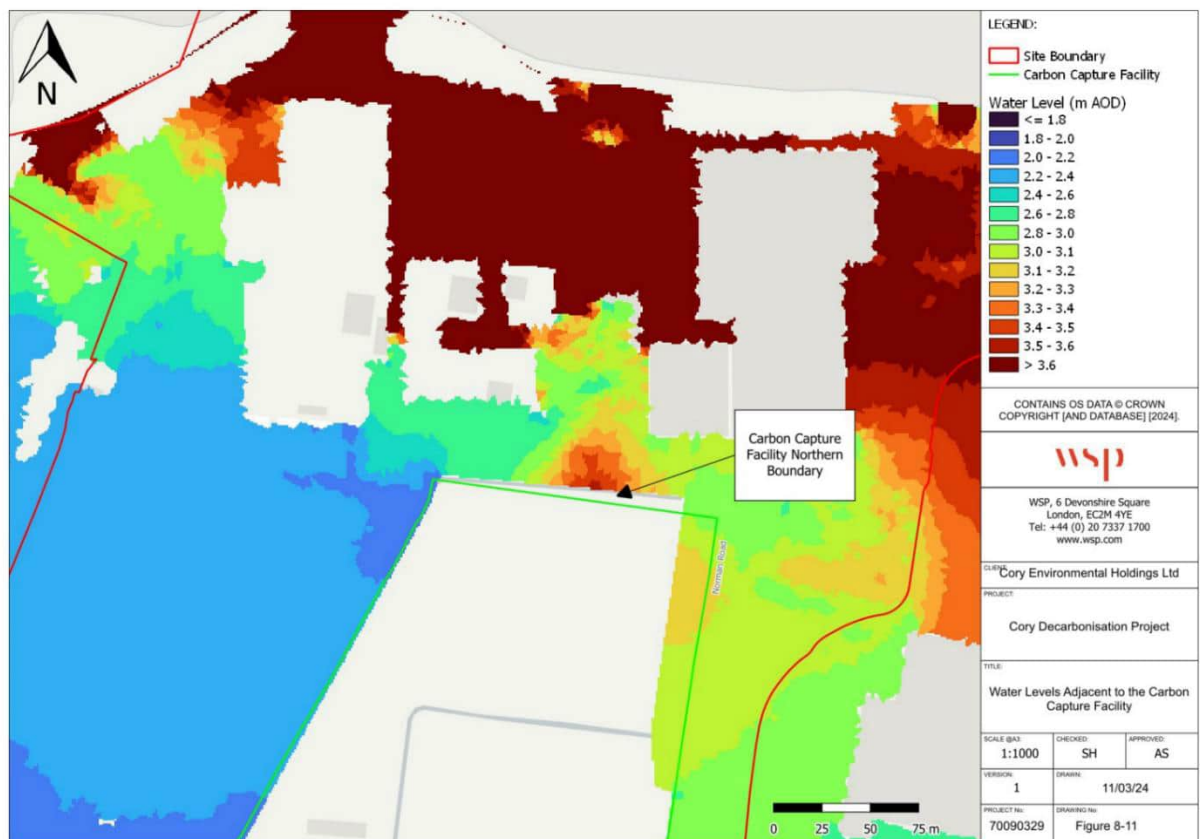 N
Carbon Capture
Facility Northern
Boundary
Norman Road
0 25 50 75 m
LEGEND:
Site Boundary
Carbon Capture Facility
Water Level (m AOD)
<= 1.8
1.8 - 2.0
2.0 - 2.2
2.2 - 2.4
2.4 - 2.6
2.6 - 2.8
2.8 - 3.0
3.0 - 3.1
3.1 - 3.2
3.2 - 3.3
3.3 - 3.4
3.4 - 3.5
3.5 - 3.6
> 3.6
CONTAINS OS DATA © CROWN
COPYRIGHT [AND DATABASE] [2024].
wsp
WSP, 6 Devonshire Square
London, EC2M 4YE
Tel: +44 (0) 20 7337 1700
www.wsp.com
CLIENT:
Cory Environmental Holdings Ltd
PROJECT:
Cory Decarbonisation Project
TITLE:
Water Levels Adjacent to the Carbon
Capture Facility
SCALE @A3: CHECKED: APPROVED:
1:1000 SH AS
VERSION: DRAWN:
1 11/03/24
PROJECT No: DRAWING No:
70090329 Figure 8-11